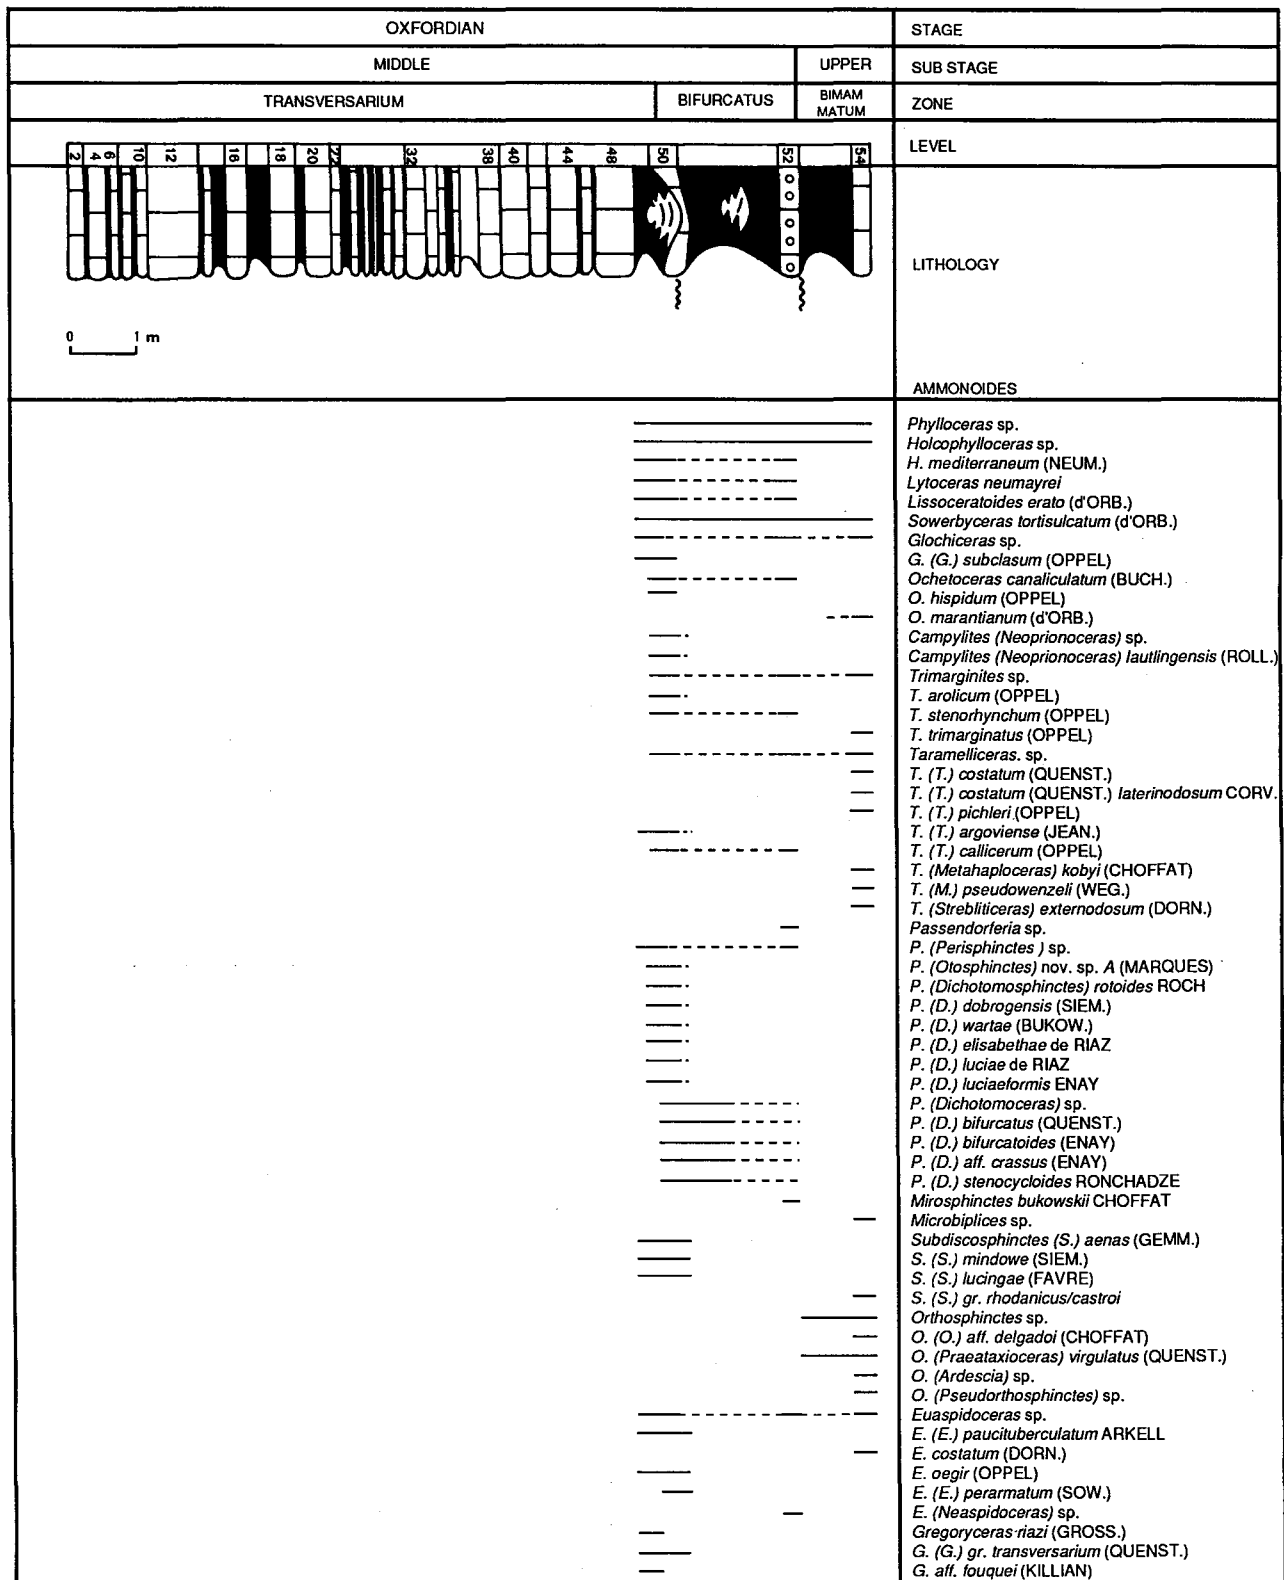 OXFORDIAN STAGE
MIDDLE UPPER SUB STAGE
TRANSVERSARIUM BIFURCATUS BIMAM MATUM ZONE
2 4 6 10 12 16 18 20 22 32 38 40 44 48 50 52 54 LEVEL
LITHOLOGY
0 1 m
AMMONOIDES
Phylloceras sp.
Holcophylloceras sp.
H. mediterraneum (NEUM.)
Lytoceras neumayrei
Lissoceratoides erato (d'ORB.)
Sowerbyceras tortisulcatum (d'ORB.)
Glochiceras sp.
G. (G.) subclasum (OPPEL)
Ochetoceras canaliculatum (BUCH.)
O. hispidum (OPPEL)
O. marantianum (d'ORB.)
Campylites (Neoprionoceras) sp.
Campylites (Neoprionoceras) lautlingensis (ROLL.)
Trimarginites sp.
T. arolicum (OPPEL)
T. stenorhynchum (OPPEL)
T. trimarginatus (OPPEL)
Taramelliceras. sp.
T. (T.) costatum (QUENST.)
T. (T.) costatum (QUENST.) laterinodosum CORV.
T. (T.) pichleri (OPPEL)
T. (T.) argoviense (JEAN.)
T. (T.) callicerum (OPPEL)
T. (Metahaploceras) kobyi (CHOFFAT)
T. (M.) pseudowenzeli (WEG.)
T. (Strebliticeras) externodosum (DORN.)
Passendorferia sp.
P. (Perisphinctes ) sp.
P. (Otosphinctes) nov. sp. A (MARQUES)
P. (Dichotomosphinctes) rotoides ROCH
P. (D.) dobrogensis (SIEM.)
P. (D.) wartae (BUKOW.)
P. (D.) elisabethae de RIAZ
P. (D.) luciae de RIAZ
P. (D.) luciaeformis ENAY
P. (Dichotomoceras) sp.
P. (D.) bifurcatus (QUENST.)
P. (D.) bifurcatoides (ENAY)
P. (D.) aff. crassus (ENAY)
P. (D.) stenocycloides RONCHADZE
Mirosphinctes bukowskii CHOFFAT
Microbiplices sp.
Subdiscosphinctes (S.) aenas (GEMM.)
S. (S.) mindowe (SIEM.)
S. (S.) lucingae (FAVRE)
S. (S.) gr. rhodanicus/castroi
Orthosphinctes sp.
O. (O.) aff. delgadoi (CHOFFAT)
O. (Praeataxioceras) virgulatus (QUENST.)
O. (Ardescia) sp.
O. (Pseudorthosphinctes) sp.
Euaspidoceras sp.
E. (E.) paucituberculatum ARKELL
E. costatum (DORN.)
E. oegir (OPPEL)
E. (E.) perarmatum (SOW.)
E. (Neaspidoceras) sp.
Gregoryceras riazi (GROSS.)
G. (G.) gr. transversarium (QUENST.)
G. aff. fouquei (KILLIAN)